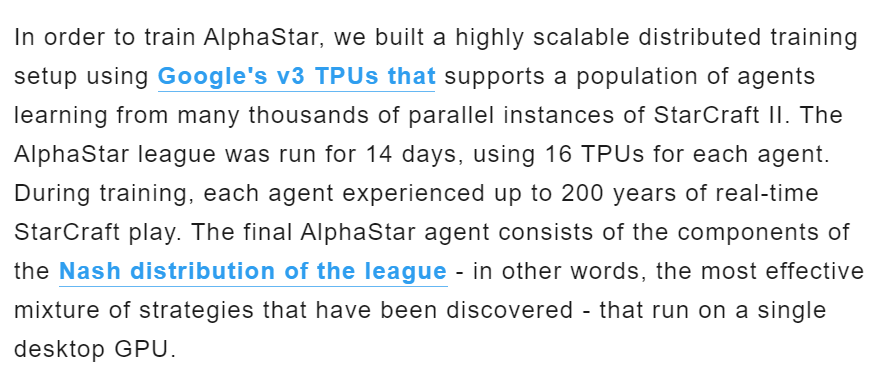 In order to train AlphaStar, we built a highly scalable distributed training
setup using Google's v3 TPUs that supports a population of agents
learning from many thousands of parallel instances of StarCraft II. The
AlphaStar league was run for 14 days, using 16 TPUs for each agent.
During training, each agent experienced up to 200 years of real-time
StarCraft play. The final AlphaStar agent consists of the components of
the Nash distribution of the league - in other words, the most effective
mixture of strategies that have been discovered - that run on a single
desktop GPU.